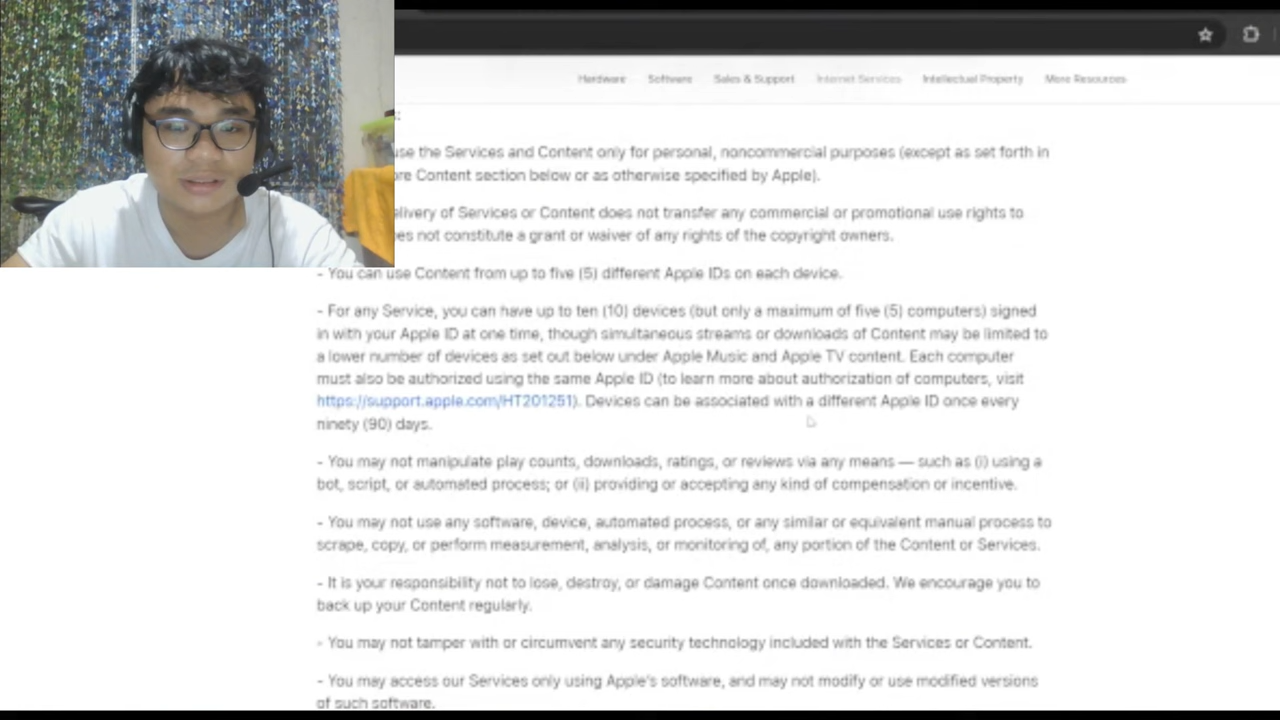 Hardware Software Sales & Support Internet Services Intellectual Property More Resources
use the Services and Content only for personal, noncommercial purposes (except as set forth in
Content section below or as otherwise specified by Apple).
of Services or Content does not transfer any commercial or promotional use rights to
not constitute a grant or waiver of any rights of the copyright owners.
- You can use Content from up to five (5) different Apple IDs on each device.
- For any Service, you can have up to ten (10) devices (but only a maximum of five (5) computers) signed
in with your Apple ID at one time, though simultaneous streams or downloads of Content may be limited to
a lower number of devices as set out below under Apple Music and Apple TV content. Each computer
must also be authorized using the same Apple ID (to learn more about authorization of computers, visit
https://support.apple.com/HT201251). Devices can be associated with a different Apple ID once every
ninety (90) days.
- You may not manipulate play counts, downloads, ratings, or reviews via any means — such as (i) using a
bot, script, or automated process; or (ii) providing or accepting any kind of compensation or incentive.
- You may not use any software, device, automated process, or any similar or equivalent manual process to
scrape, copy, or perform measurement, analysis, or monitoring of, any portion of the Content or Services.
- It is your responsibility not to lose, destroy, or damage Content once downloaded. We encourage you to
back up your Content regularly.
- You may not tamper with or circumvent any security technology included with the Services or Content.
- You may access our Services only using Apple's software, and may not modify or use modified versions
of such software.